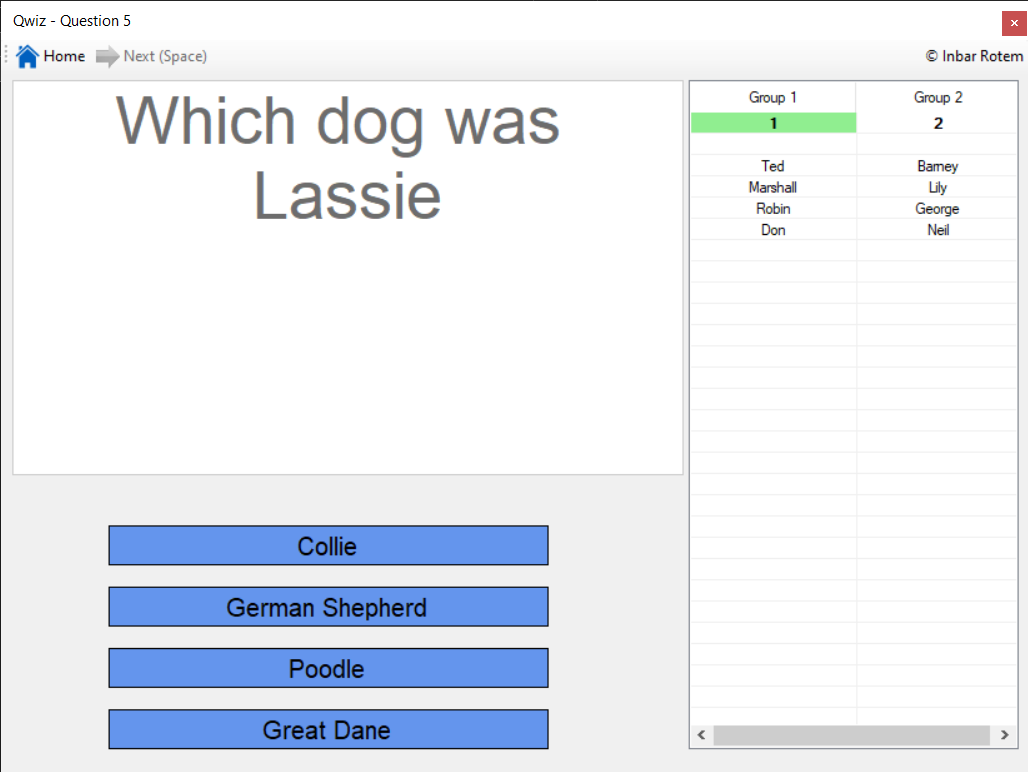 Qwiz - Question 5
Home Next (Space) © Inbar Rotem
Which dog was
Lassie
Group 1 Group 2
1 2
Ted Barney
Marshall Lily
Robin George
Don Neil
Collie
German Shepherd
Poodle
Great Dane